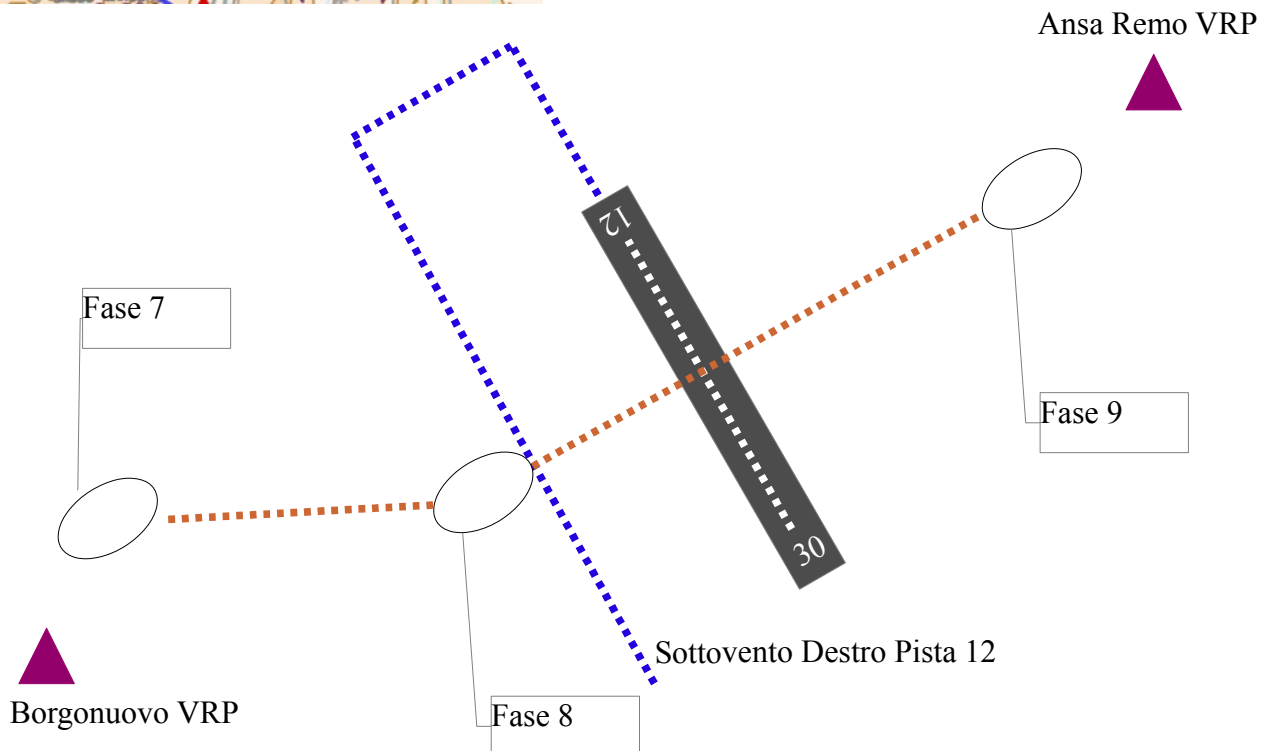 Ansa Remo VRP
12
Fase 7
Fase 9
30
Sottovento Destro Pista 12
Borgonuovo VRP
Fase 8